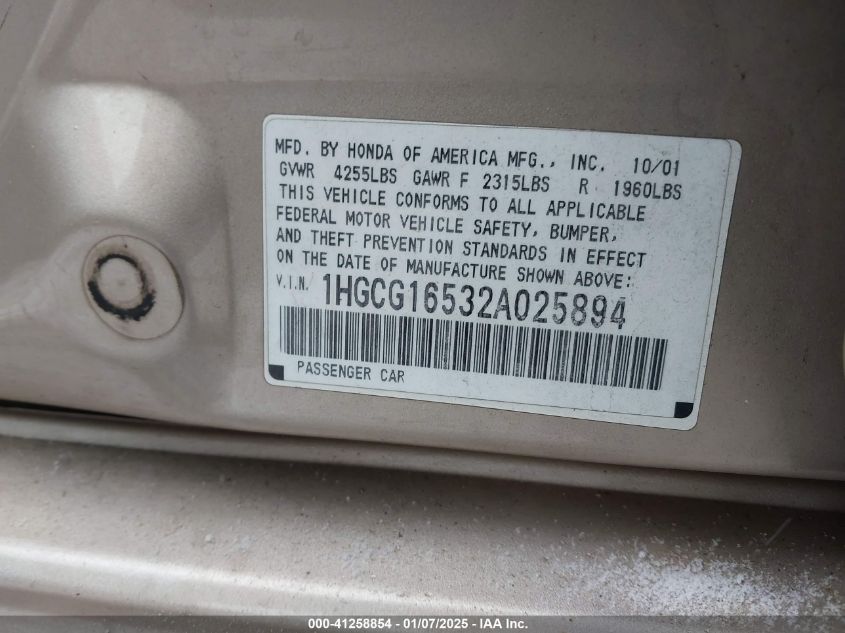 MFD. BY HONDA OF AMERICA MFG., INC. 10/01
GVWR 4255LBS GAWR F 2315LBS R 1960LBS
THIS VEHICLE CONFORMS TO ALL APPLICABLE
FEDERAL MOTOR VEHICLE SAFETY, BUMPER,
AND THEFT PREVENTION STANDARDS IN EFFECT
ON THE DATE OF MANUFACTURE SHOWN ABOVE:
V.I.N. 1HGCG16532A025894
PASSENGER CAR
000-41258854 — 01/07/2025 — IAA Inc.